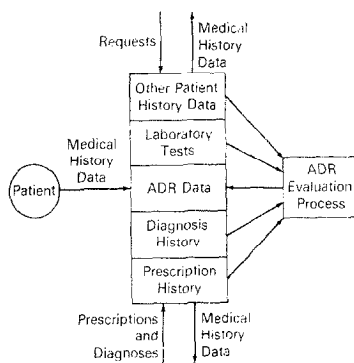 Requests
Medical
History
Data
Other Patient
History Data
Laboratory
Tests
Medical
History
Data
Patient
ADR Data
ADR
Evaluation
Process
Diagnosis
History
Prescription
History
Prescriptions
and
Diagnoses
Medical
History
Data